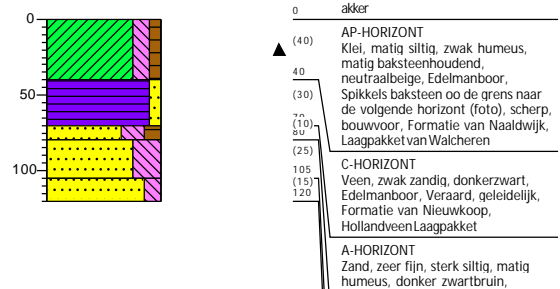 0
50
100
0 akker
(40)
40
(30)
70
(10)
80
(25)
105
(15)
120
AP-HORIZONT
Klei, matig siltig, zwak humeus,
matig baksteenhoudend,
neutraalbeige, Edelmanboor,
Spikkels baksteen oo de grens naar
de volgende horizont (foto), scherp,
bouwvoor, Formatie van Naaldwijk,
Laagpakket van Walcheren
C-HORIZONT
Veen, zwak zandig, donkerzwart,
Edelmanboor, Veraard, geleidelijk,
Formatie van Nieuwkoop,
Hollandveen Laagpakket
A-HORIZONT
Zand, zeer fijn, sterk siltig, matig
humeus, donker zwartbruin,